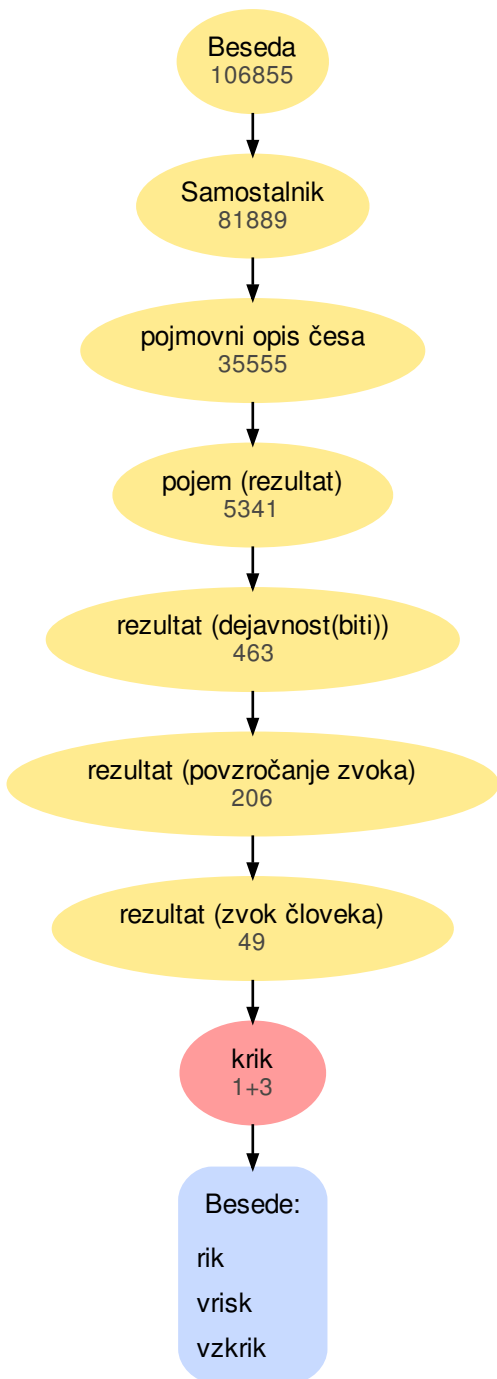 Beseda
106855
Samostalnik
81889
pojmovni opis česa
35555
pojem (rezultat)
5341
rezultat (dejavnost(biti))
463
rezultat (povzročanje zvoka)
206
rezultat (zvok človeka)
49
krik
1+3
Besede:
rik
vrisk
vzkrik